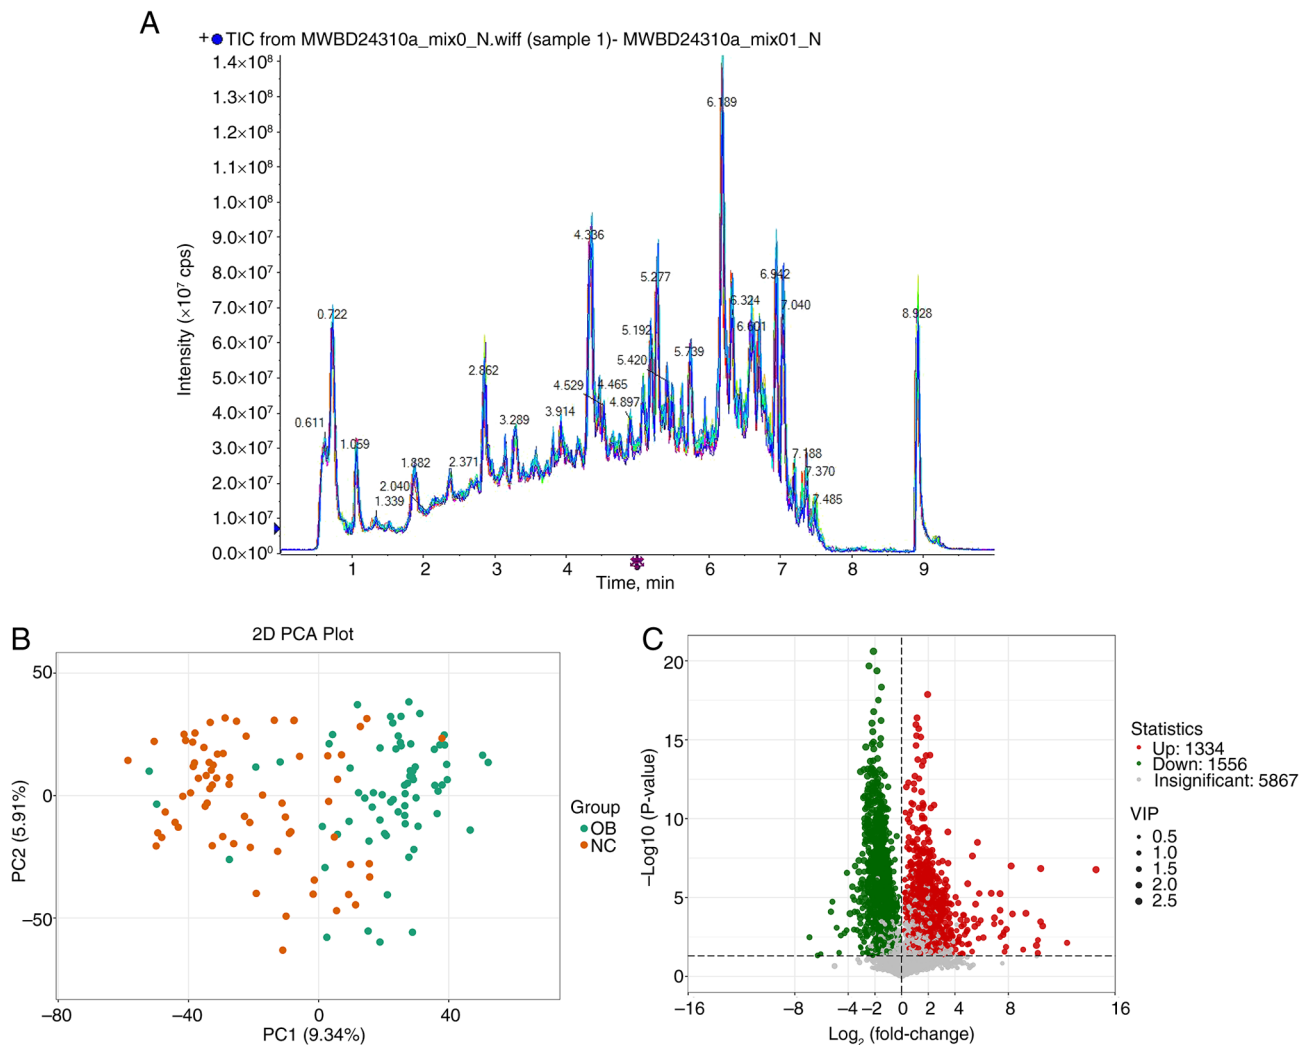 A
+ TIC from MWBD24310a_mix0_N.wiff (sample 1)- MWBD24310a_mix01_N
Intensity (×10⁷ cps)
1.4×10⁸
1.3×10⁸
1.2×10⁸
1.1×10⁸
1.0×10⁸
9.0×10⁷
8.0×10⁷
7.0×10⁷
6.0×10⁷
5.0×10⁷
4.0×10⁷
3.0×10⁷
2.0×10⁷
1.0×10⁷
0.0×10⁰
6.189
4.336
5.277
6.942
6.324
7.040
0.722
8.928
5.192
6.601
5.739
5.420
2.862
4.529
4.465
4.897
3.914
3.289
0.611
1.059
1.882
2.371
2.040
1.339
7.188
7.370
7.485
1 2 3 4 6 7 8 9
Time, min
B
2D PCA Plot
PC2 (5.91%)
50
0
−50
−80 −40 0 40
PC1 (9.34%)
Group
OB
NC
C
−Log10 (P-value)
20
15
10
5
0
−16 −8 −4 −2 0 2 4 8 16
Log₂ (fold-change)
Statistics
Up: 1334
Down: 1556
Insignificant: 5867
VIP
0.5
1.0
1.5
2.0
2.5